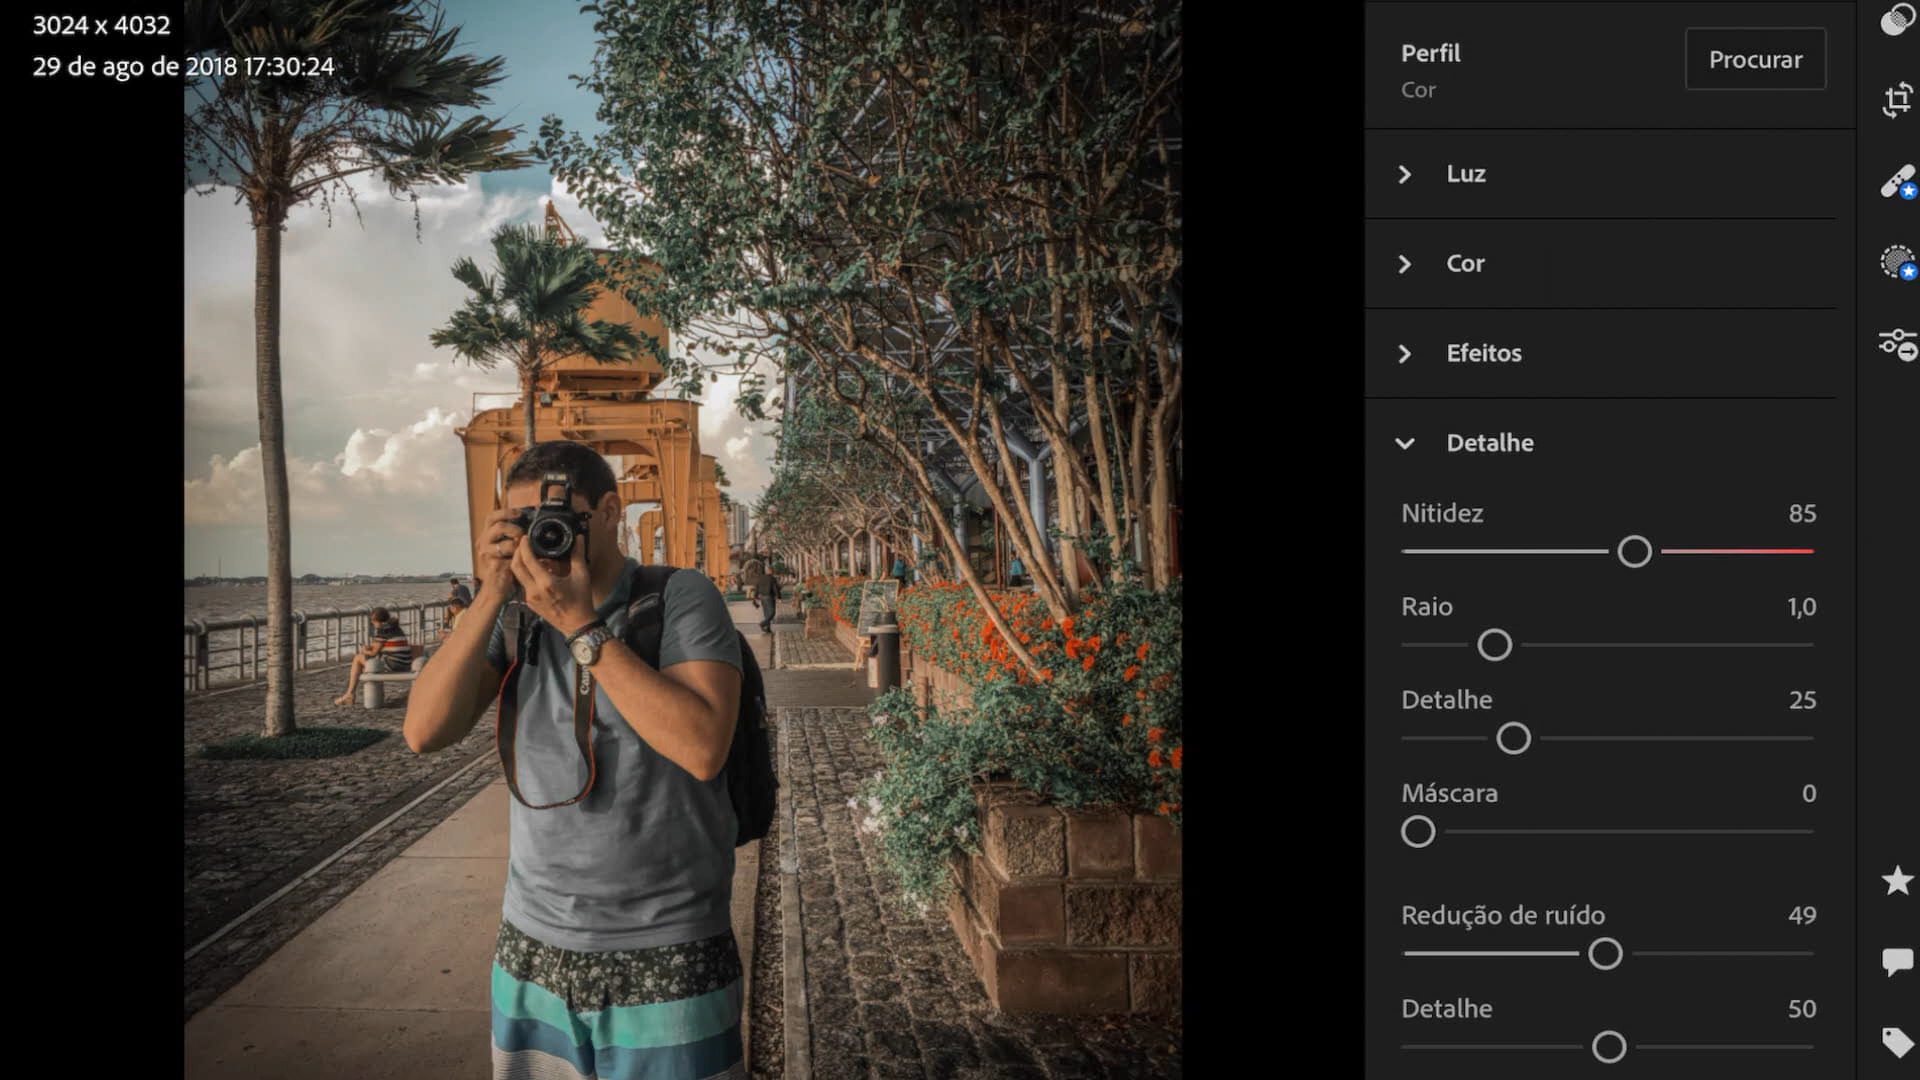 3024 x 4032
29 de ago de 2018 17:30:24
Perfil
Cor
Procurar
Luz
Cor
Efeitos
Detalhe
Nitidez 85
Raio 1,0
Detalhe 25
Máscara 0
Redução de ruído 49
Detalhe 50
Canon